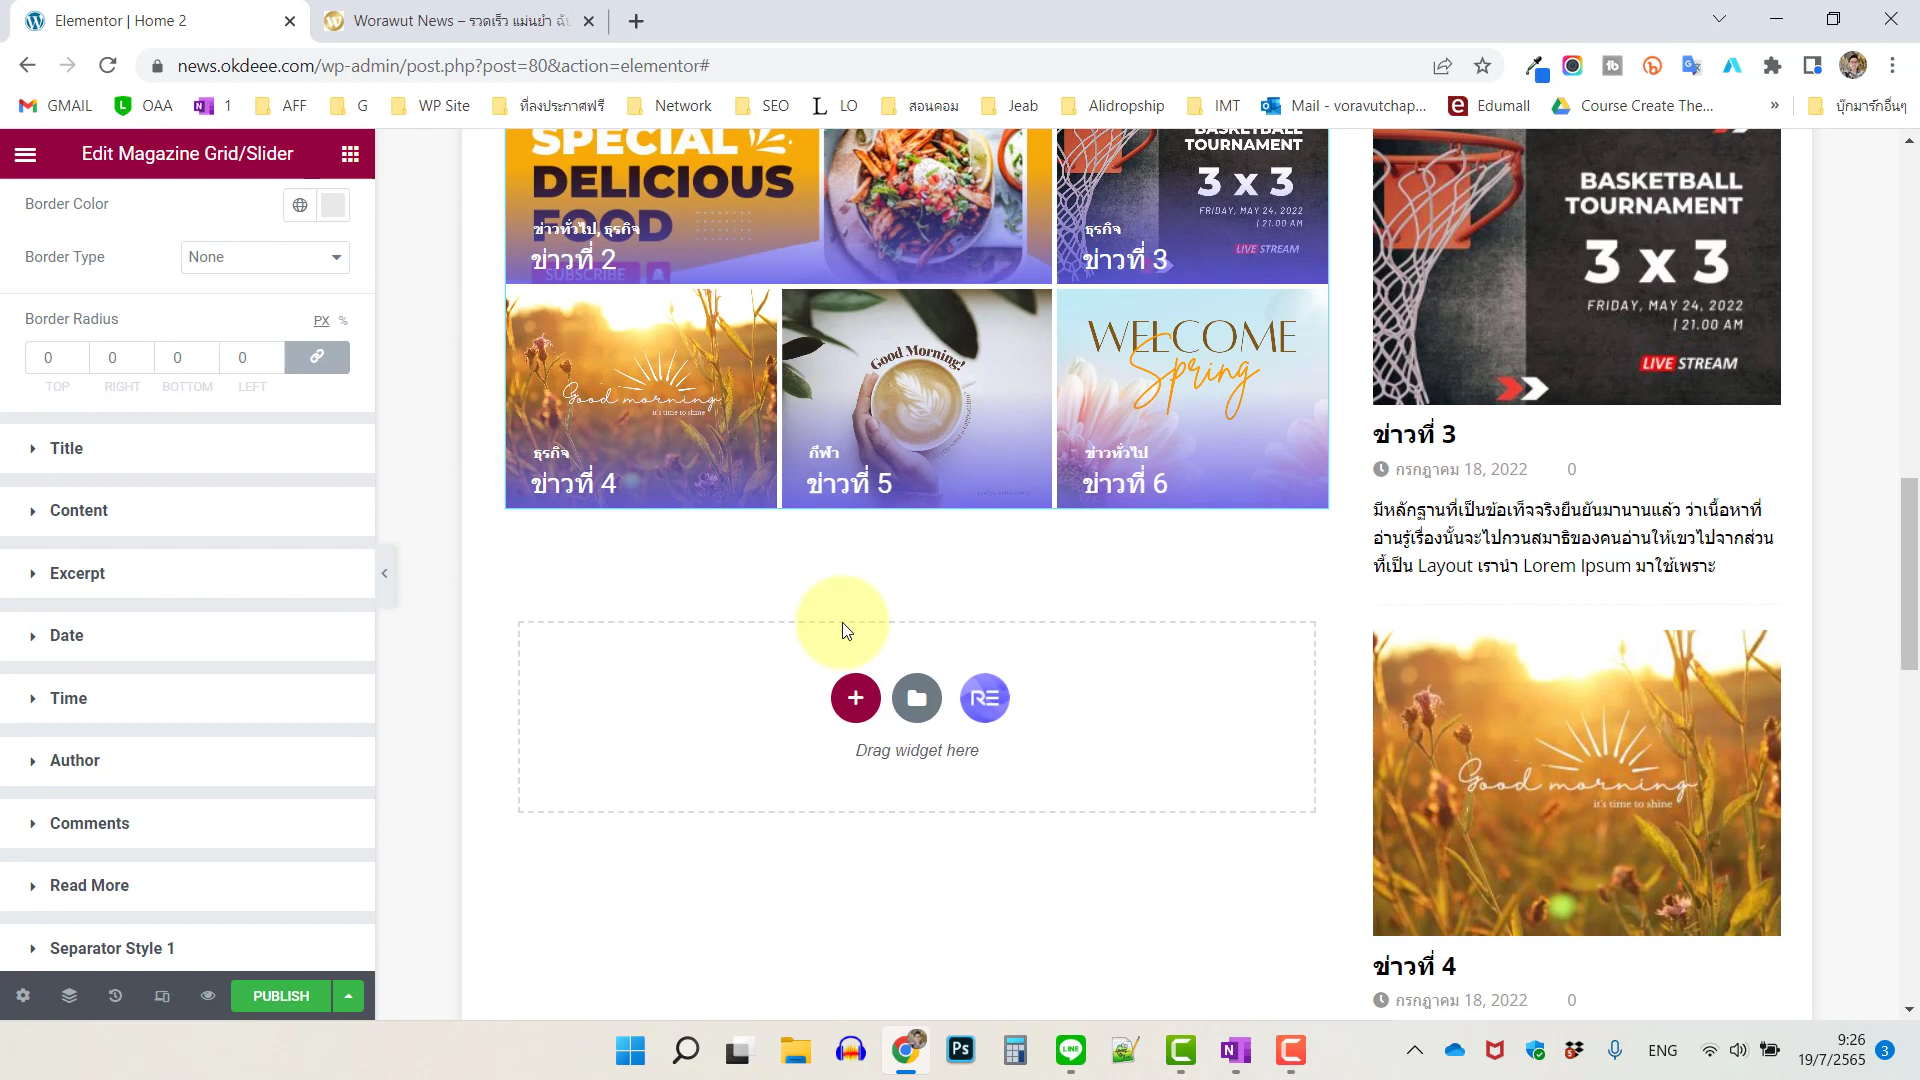 Elementor | Home 2
Worawut News – รวดเร็ว แม่นยำ
news.okdeee.com/wp-admin/post.php?post=80&action=elementor#
GMAIL
OAA
1
AFF
G
WP Site
ที่ลงประกาศฟรี
Network
SEO
LO
สอนคอม
Jeab
Alidropship
IMT
Mail - voravutchap...
Edumall
Course Create The...
»
บุ๊กมาร์กอื่นๆ
Edit Magazine Grid/Slider
Border Color
Border Type
None
Border Radius
PX %
0 0 0 0
TOP RIGHT BOTTOM LEFT
Title
Content
Excerpt
Date
Time
Author
Comments
Read More
Separator Style 1
PUBLISH
SPECIAL
DELICIOUS
FOOD
SUBSCRIBE
ข่าวทั่วไป, ธุรกิจ
ข่าวที่ 2
BASKETBALL
TOURNAMENT
3 x 3
FRIDAY, MAY 24, 2022
| 21.00 AM
LIVE STREAM
ธุรกิจ
ข่าวที่ 3
Good morning
it's time to shine
ธุรกิจ
ข่าวที่ 4
Good Morning!
กีฬา
ข่าวที่ 5
WELCOME
Spring
ข่าวทั่วไป
ข่าวที่ 6
RE
Drag widget here
BASKETBALL
TOURNAMENT
3 x 3
FRIDAY, MAY 24, 2022
| 21.00 AM
LIVE STREAM
ข่าวที่ 3
กรกฎาคม 18, 2022 0
มีหลักฐานที่เป็นข้อเท็จจริงยืนยันมานานแล้ว ว่าเนื้อหาที่
อ่านรู้เรื่องนั้นจะไปกวนสมาธิของคนอ่านให้เขวไปจากส่วน
ที่เป็น Layout เรานำ Lorem Ipsum มาใช้เพราะ
Good morning
it's time to shine
ข่าวที่ 4
กรกฎาคม 18, 2022 0
Ps
LINE
ENG
9:26
19/7/2565
3